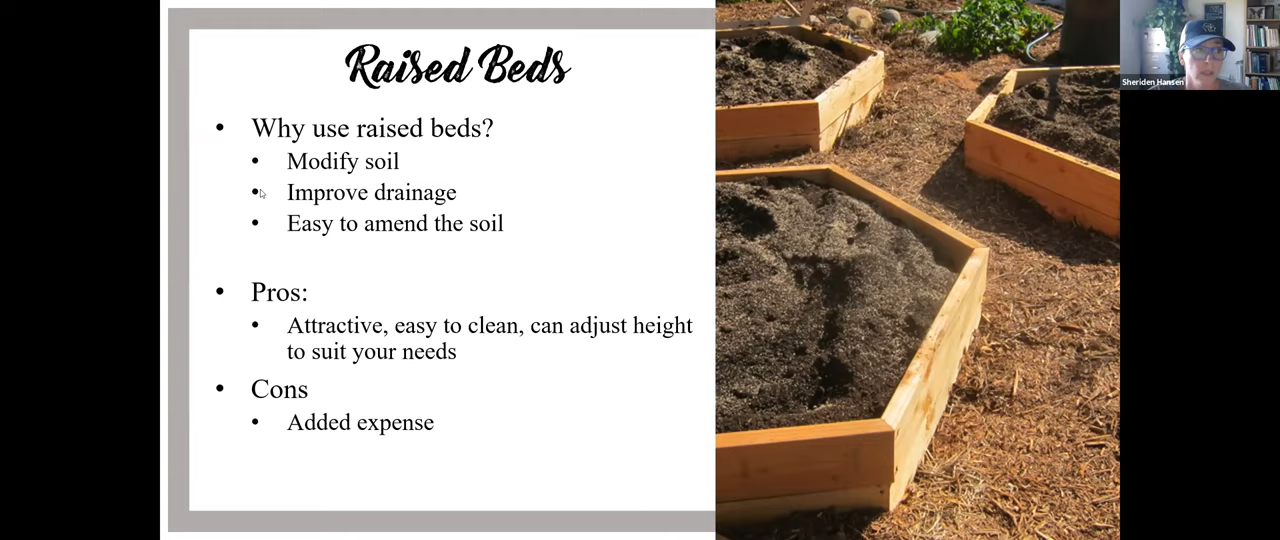 Raised Beds
• Why use raised beds?
• Modify soil
• Improve drainage
• Easy to amend the soil
• Pros:
• Attractive, easy to clean, can adjust height
to suit your needs
• Cons
• Added expense
Sheriden Hansen